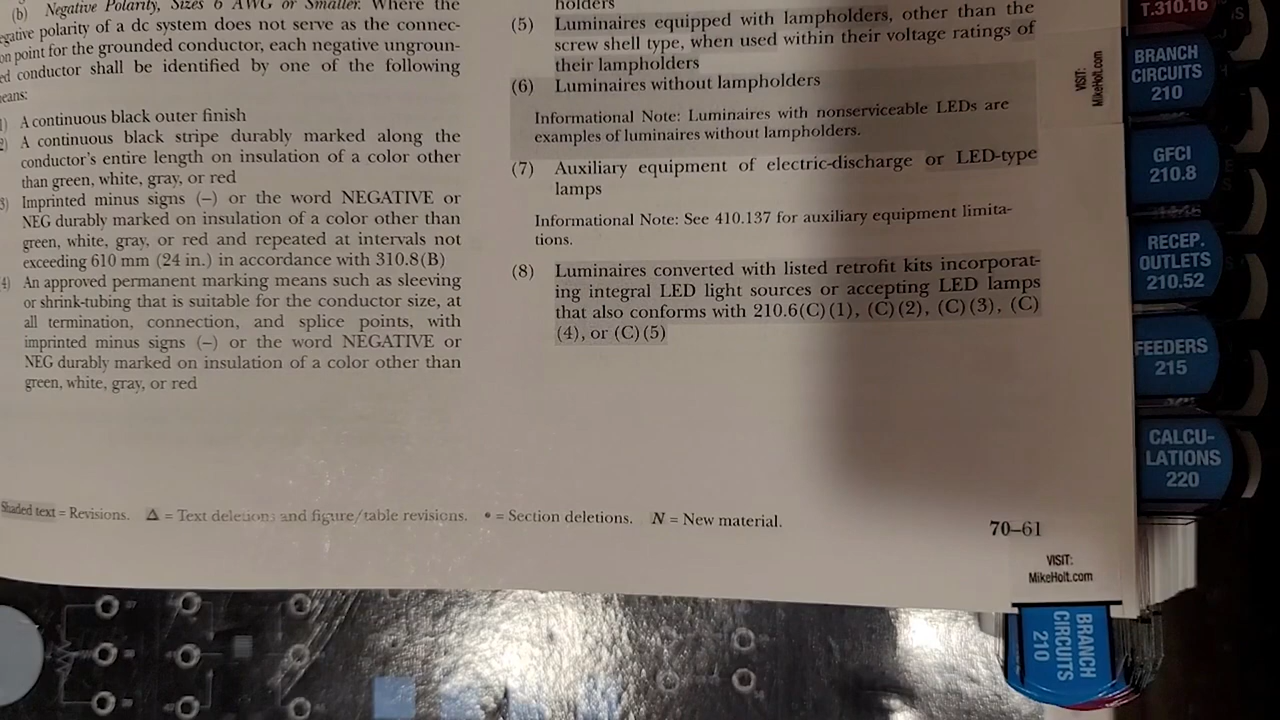 (b) Negative Polarity, Sizes 6 AWG or Smaller. Where the
egative polarity of a dc system does not serve as the connec-
on point for the grounded conductor, each negative ungroun-
ed conductor shall be identified by one of the following
eans:
) A continuous black outer finish
) A continuous black stripe durably marked along the
conductor's entire length on insulation of a color other
than green, white, gray, or red
3) Imprinted minus signs (–) or the word NEGATIVE or
NEG durably marked on insulation of a color other than
green, white, gray, or red and repeated at intervals not
exceeding 610 mm (24 in.) in accordance with 310.8(B)
4) An approved permanent marking means such as sleeving
or shrink-tubing that is suitable for the conductor size, at
all termination, connection, and splice points, with
imprinted minus signs (–) or the word NEGATIVE or
NEG durably marked on insulation of a color other than
green, white, gray, or red
holders
(5) Luminaires equipped with lampholders, other than the
screw shell type, when used within their voltage ratings of
their lampholders
(6) Luminaires without lampholders
Informational Note: Luminaires with nonserviceable LEDs are
examples of luminaires without lampholders.
(7) Auxiliary equipment of electric-discharge or LED-type
lamps
Informational Note: See 410.137 for auxiliary equipment limita-
tions.
(8) Luminaires converted with listed retrofit kits incorporat-
ing integral LED light sources or accepting LED lamps
that also conforms with 210.6(C)(1), (C)(2), (C)(3), (C)
(4), or (C)(5)
Shaded text = Revisions. Δ = Text deletions and figure/table revisions. • = Section deletions. N = New material.
70–61
VISIT:
MikeHolt.com
T.310.16
BRANCH
CIRCUITS
210
GFCI
210.8
RECEP.
OUTLETS
210.52
FEEDERS
215
CALCU-
LATIONS
220
VISIT:
MikeHolt.com
BRANCH
CIRCUITS
210